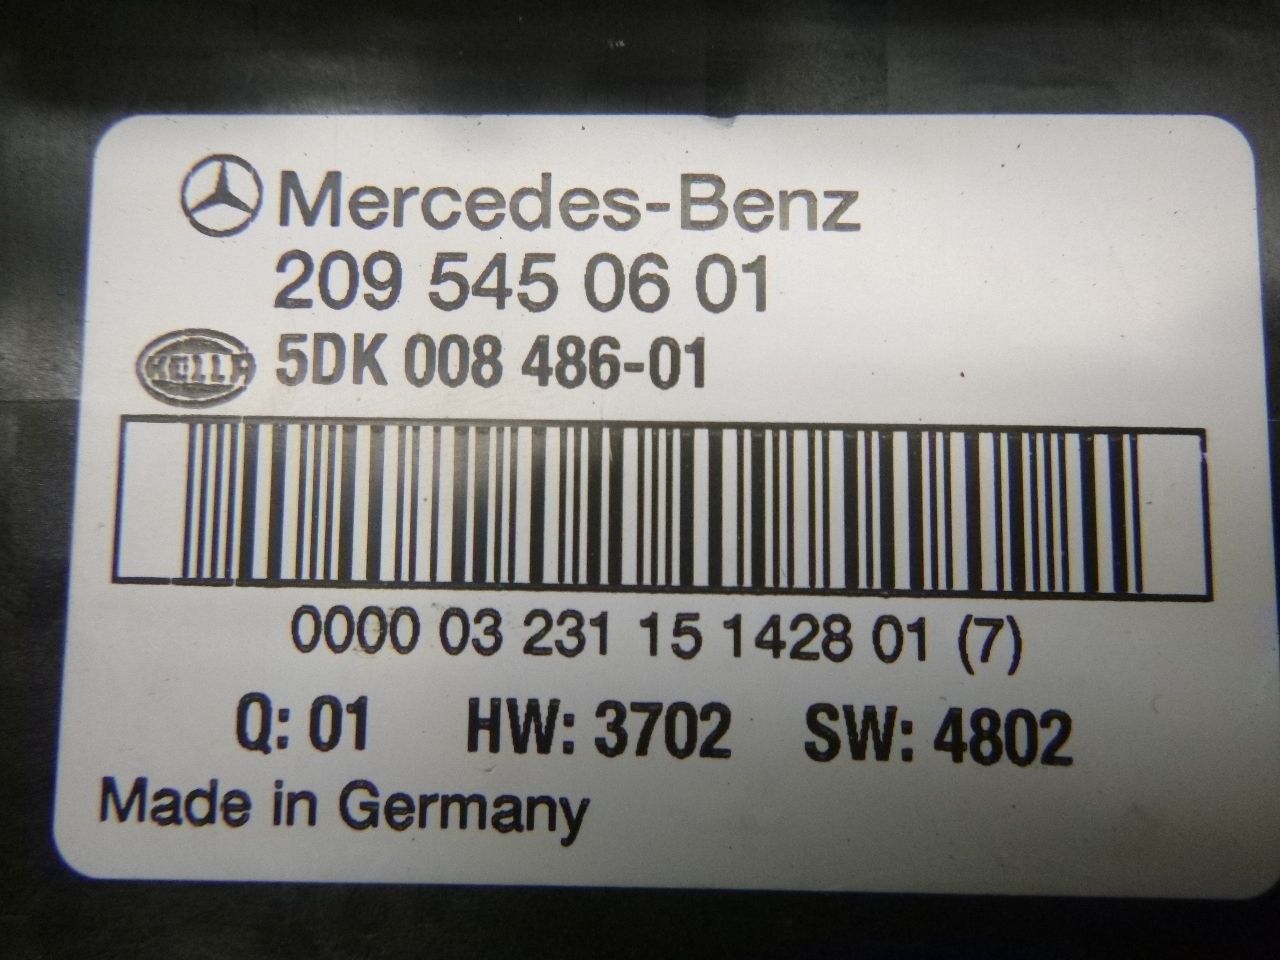 Mercedes-Benz
209 545 06 01
HELLA 5DK 008 486-01
0000 03 231 15 1428 01 (7)
Q: 01 HW: 3702 SW: 4802
Made in Germany